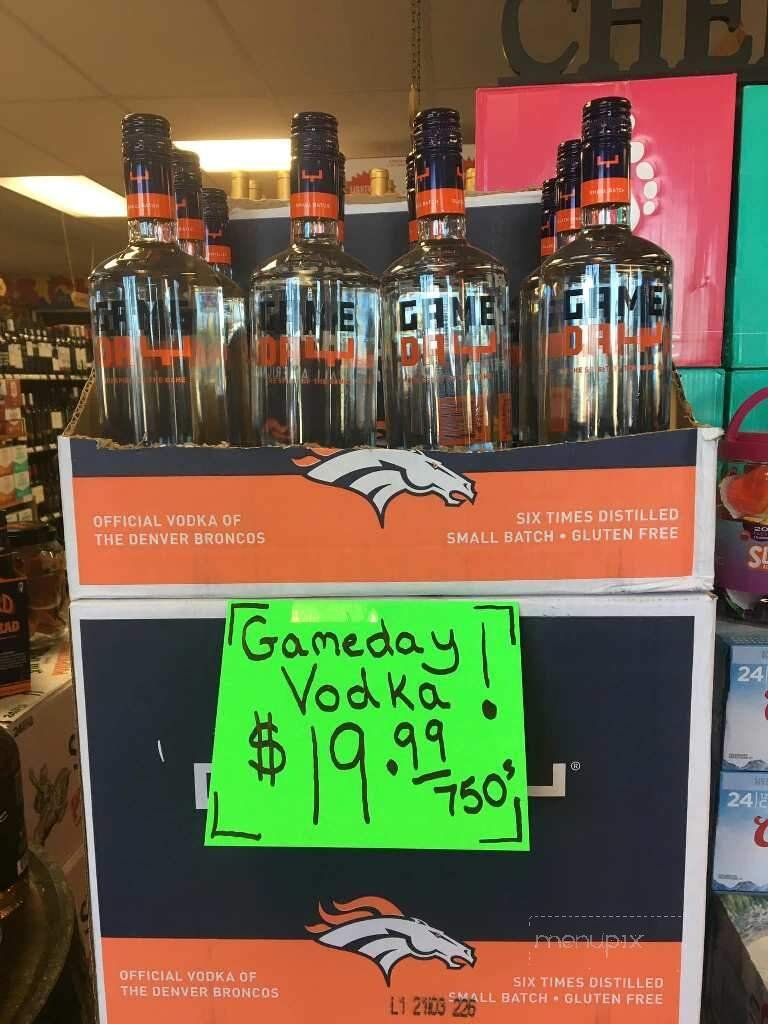 CHE
GAME GAME GAME GAME
DAY DAY DAY DAY
OFFICIAL VODKA OF
THE DENVER BRONCOS
SIX TIMES DISTILLED
SMALL BATCH • GLUTEN FREE
Gameday !
Vodka
$19.99
750's
®
OFFICIAL VODKA OF
THE DENVER BRONCOS
SIX TIMES DISTILLED
SMALL BATCH • GLUTEN FREE
24
24
menupix